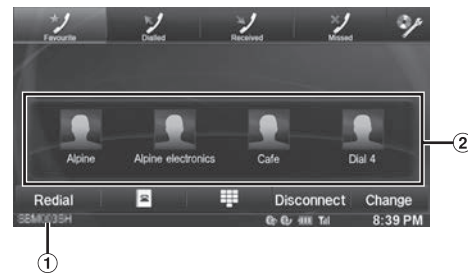 Favourite Dialled Received Missed
Alpine Alpine electronics Cafe Dial 4
②
Redial Disconnect Change
8:39 PM
①